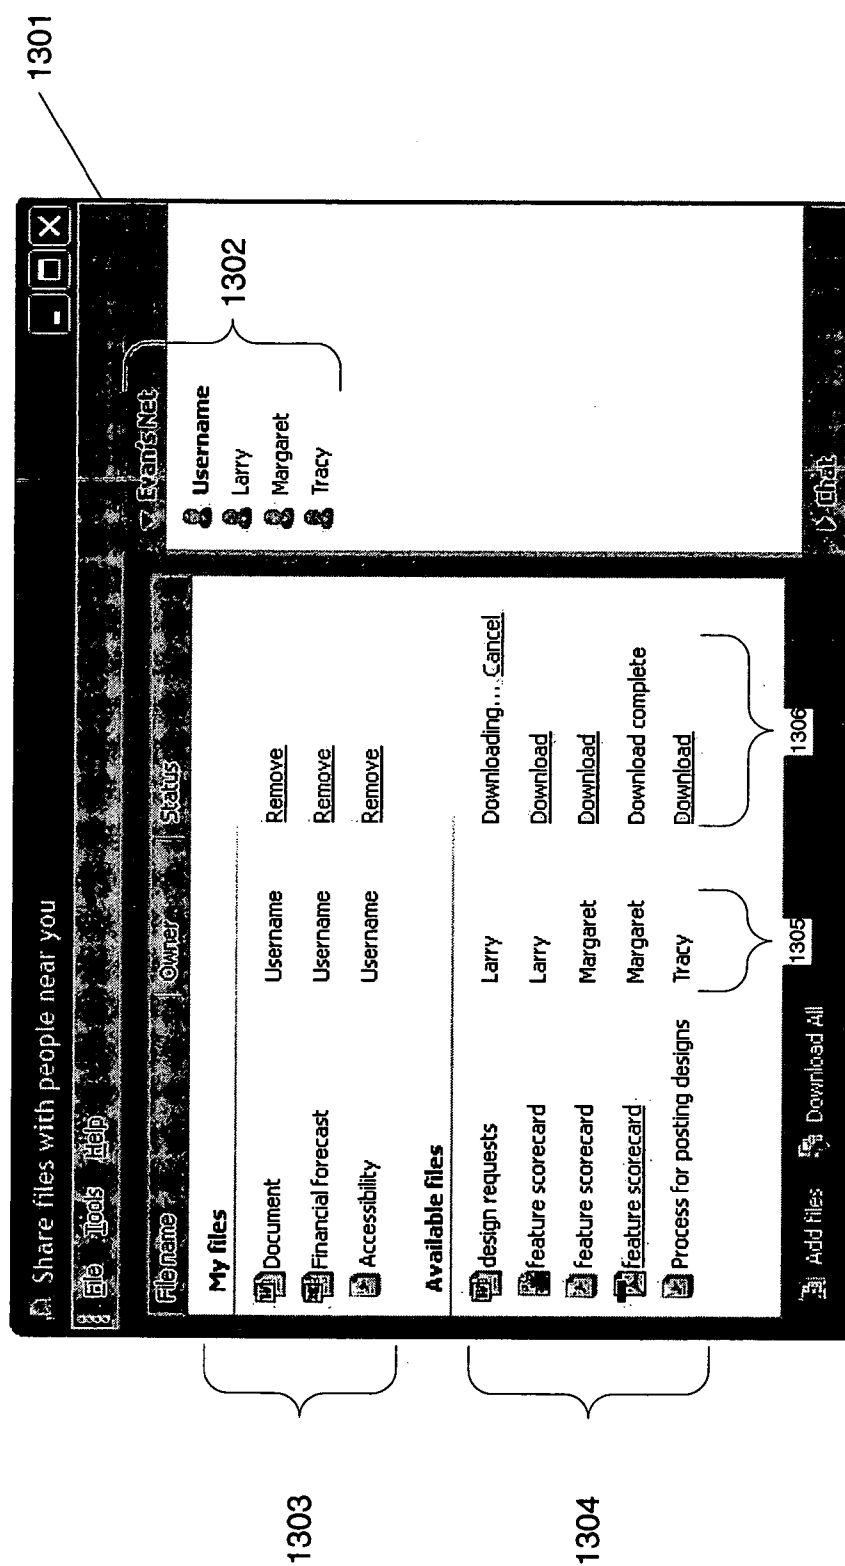 1301
Share files with people near you
File Tools Help
File name Owner Status
Evan's Net
1302
Username
Larry
Margaret
Tracy
My files
Document Username Remove
Financial forecast Username Remove
Accessibility Username Remove
1303
Available files
design requests Larry Downloading... Cancel
feature scorecard Larry Download
feature scorecard Margaret Download
feature scorecard Margaret Download complete
Process for posting designs Tracy Download
1304
1305
1306
Add files Download All
Chat